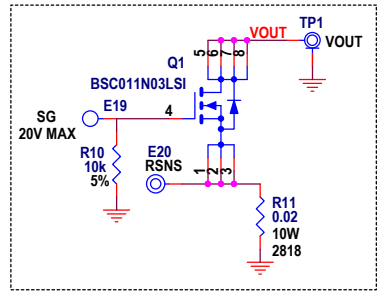 VOUT
TP1
VOUT
5
6
7
8
Q1
BSC011N03LSI
SG
E19
20V MAX
4
R10
10k
5%
E20
RSNS
1
2
3
R11
0.02
10W
2818